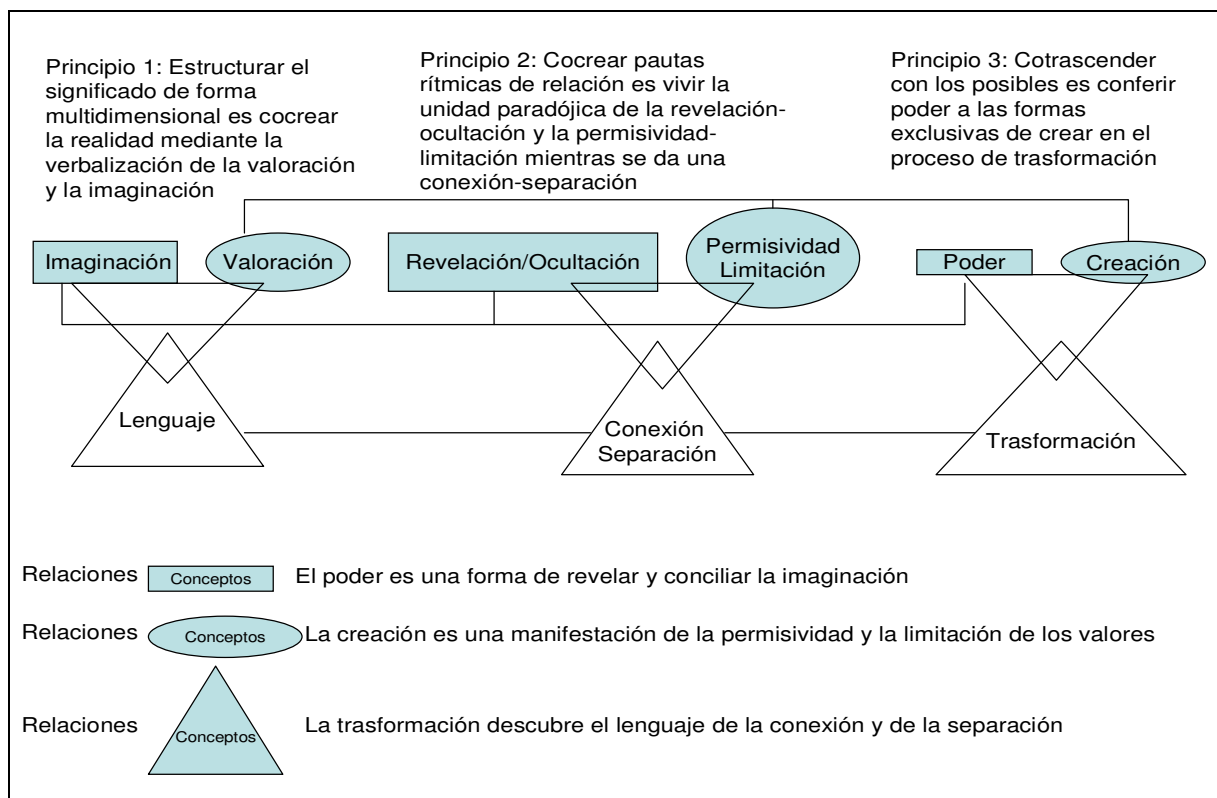 Principio 1: Estructurar el
significado de forma
multidimensional es cocrear
la realidad mediante la
verbalización de la valoración
y la imaginación
Principio 2: Cocrear pautas
rítmicas de relación es vivir la
unidad paradójica de la revelación-
ocultación y la permisividad-
limitación mientras se da una
conexión-separación
Principio 3: Cotrascender
con los posibles es conferir
poder a las formas
exclusivas de crear en el
proceso de trasformación
Imaginación
Valoración
Revelación/Ocultación
Permisividad
Limitación
Poder
Creación
Lenguaje
Conexión
Separación
Trasformación
Relaciones Conceptos El poder es una forma de revelar y conciliar la imaginación
Relaciones Conceptos La creación es una manifestación de la permisividad y la limitación de los valores
Relaciones Conceptos La trasformación descubre el lenguaje de la conexión y de la separación